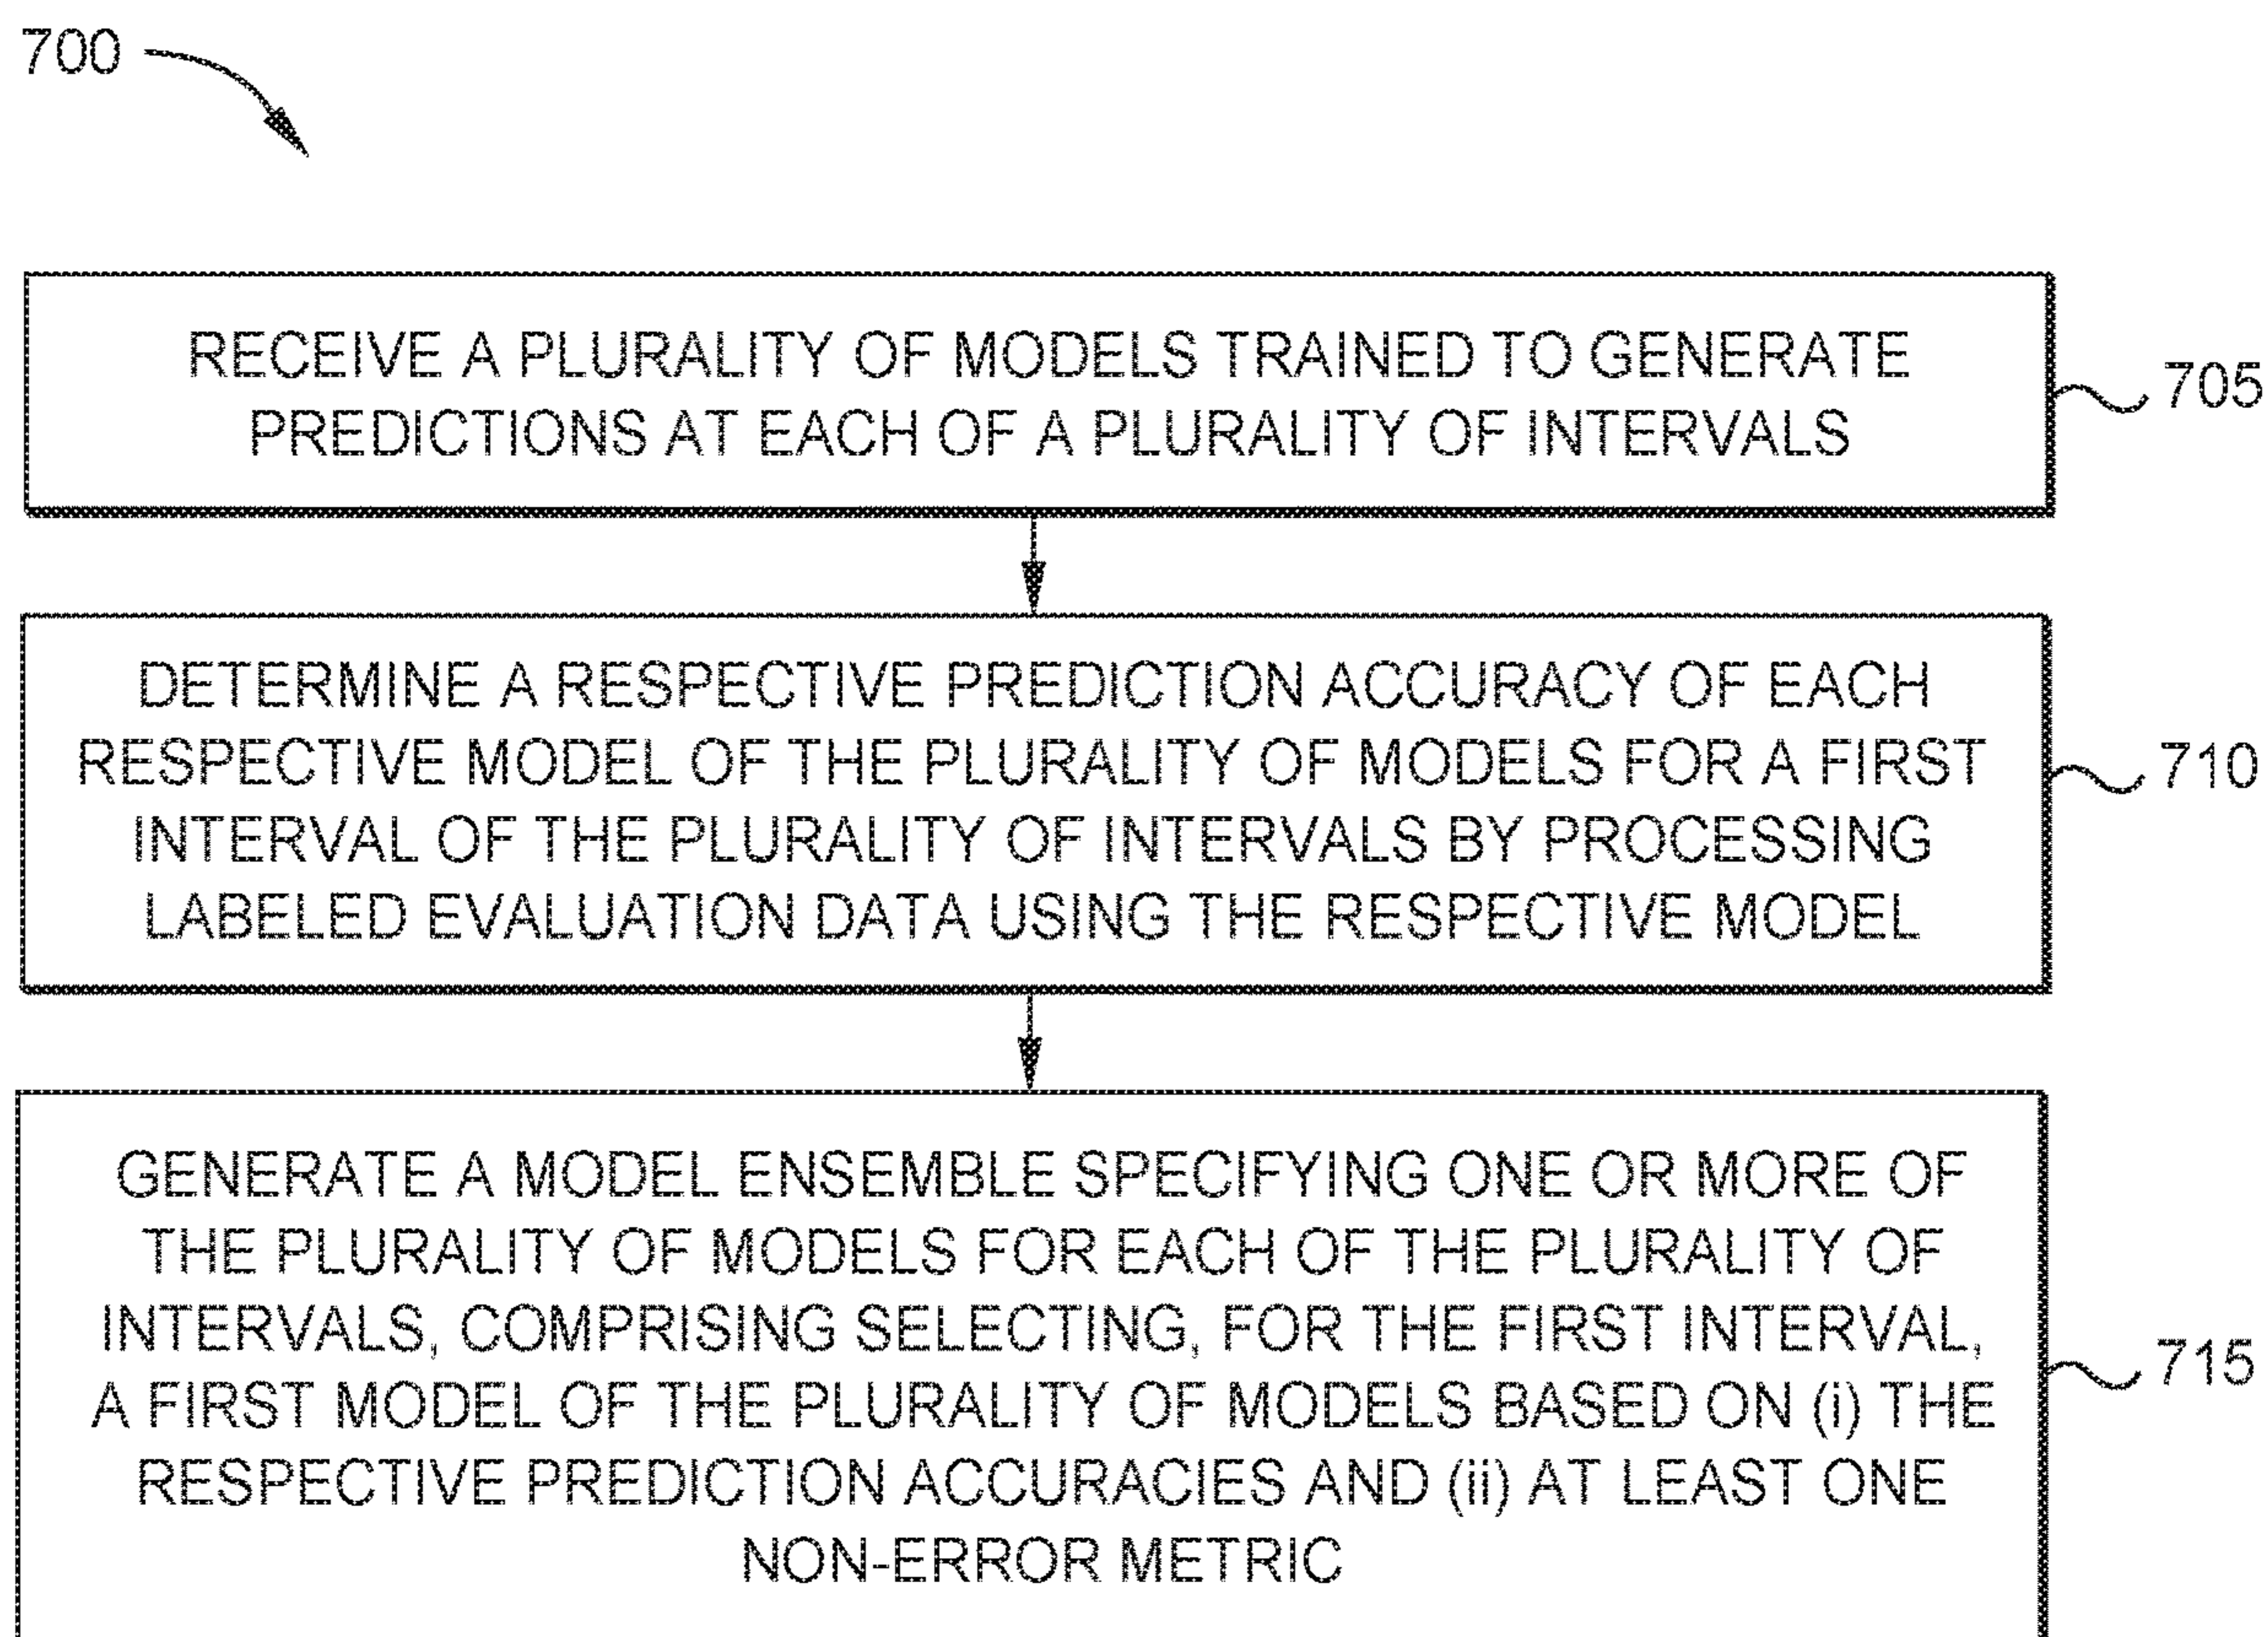 700
RECEIVE A PLURALITY OF MODELS TRAINED TO GENERATE
PREDICTIONS AT EACH OF A PLURALITY OF INTERVALS
705
DETERMINE A RESPECTIVE PREDICTION ACCURACY OF EACH
RESPECTIVE MODEL OF THE PLURALITY OF MODELS FOR A FIRST
INTERVAL OF THE PLURALITY OF INTERVALS BY PROCESSING
LABELED EVALUATION DATA USING THE RESPECTIVE MODEL
710
GENERATE A MODEL ENSEMBLE SPECIFYING ONE OR MORE OF
THE PLURALITY OF MODELS FOR EACH OF THE PLURALITY OF
INTERVALS, COMPRISING SELECTING, FOR THE FIRST INTERVAL,
A FIRST MODEL OF THE PLURALITY OF MODELS BASED ON (i) THE
RESPECTIVE PREDICTION ACCURACIES AND (ii) AT LEAST ONE
NON-ERROR METRIC
715